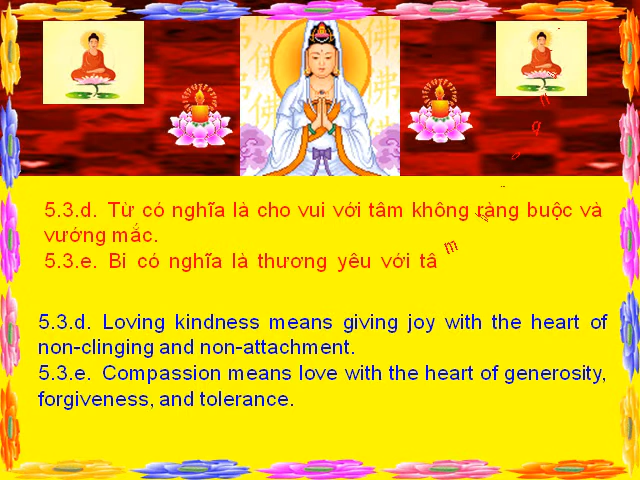 5.3.d. Từ có nghĩa là cho vui với tâm không ràng buộc và
vướng mắc.
5.3.e. Bi có nghĩa là thương yêu với tâ m
5.3.d. Loving kindness means giving joy with the heart of
non-clinging and non-attachment.
5.3.e. Compassion means love with the heart of generosity,
forgiveness, and tolerance.